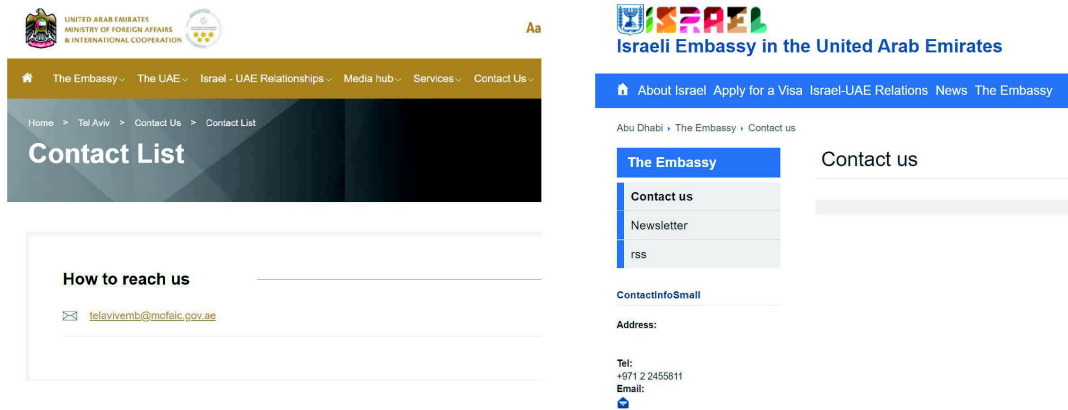 UNITED ARAB EMIRATES
MINISTRY OF FOREIGN AFFAIRS
& INTERNATIONAL COOPERATION
Aa
The Embassy The UAE Israel - UAE Relationships Media hub Services Contact Us
Home > Tel Aviv > Contact Us > Contact List
Contact List
How to reach us
telavivemb@mofaic.gov.ae
ISRAEL
Israeli Embassy in the United Arab Emirates
About Israel Apply for a Visa Israel-UAE Relations News The Embassy
Abu Dhabi › The Embassy › Contact us
The Embassy
Contact us
Newsletter
rss
ContactInfoSmall
Address:
Tel:
+971 2 2455811
Email:
Contact us